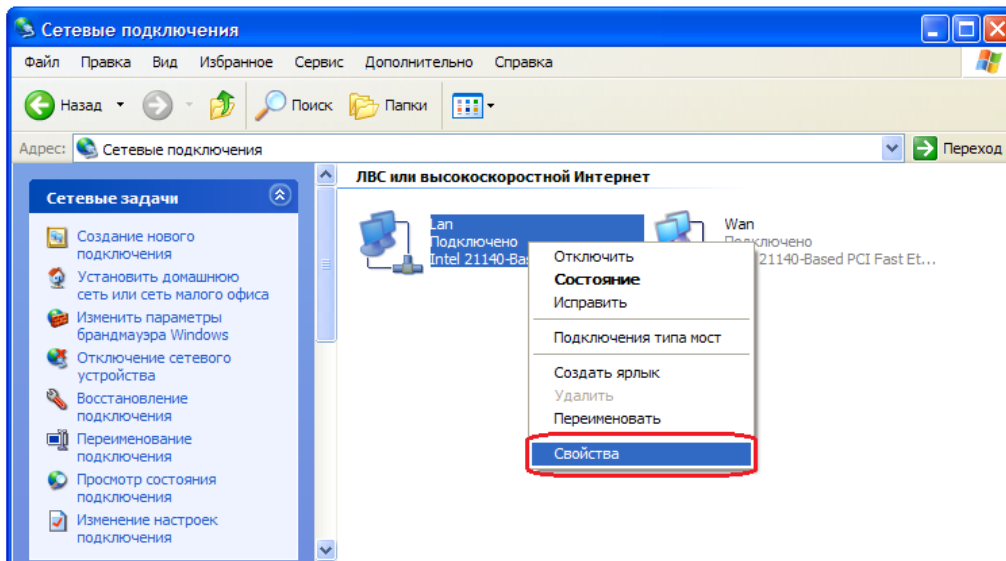 Сетевые подключения
Файл Правка Вид Избранное Сервис Дополнительно Справка
Назад Поиск Папки
Адрес: Сетевые подключения Переход
Сетевые задачи
Создание нового
подключения
Установить домашнюю
сеть или сеть малого офиса
Изменить параметры
брандмауэра Windows
Отключение сетевого
устройства
Восстановление
подключения
Переименование
подключения
Просмотр состояния
подключения
Изменение настроек
подключения
ЛВС или высокоскоростной Интернет
Lan
Подключено
Intel 21140-Bas
Wan
Подключено
21140-Based PCI Fast Et...
Отключить
Состояние
Исправить
Подключения типа мост
Создать ярлык
Удалить
Переименовать
Свойства